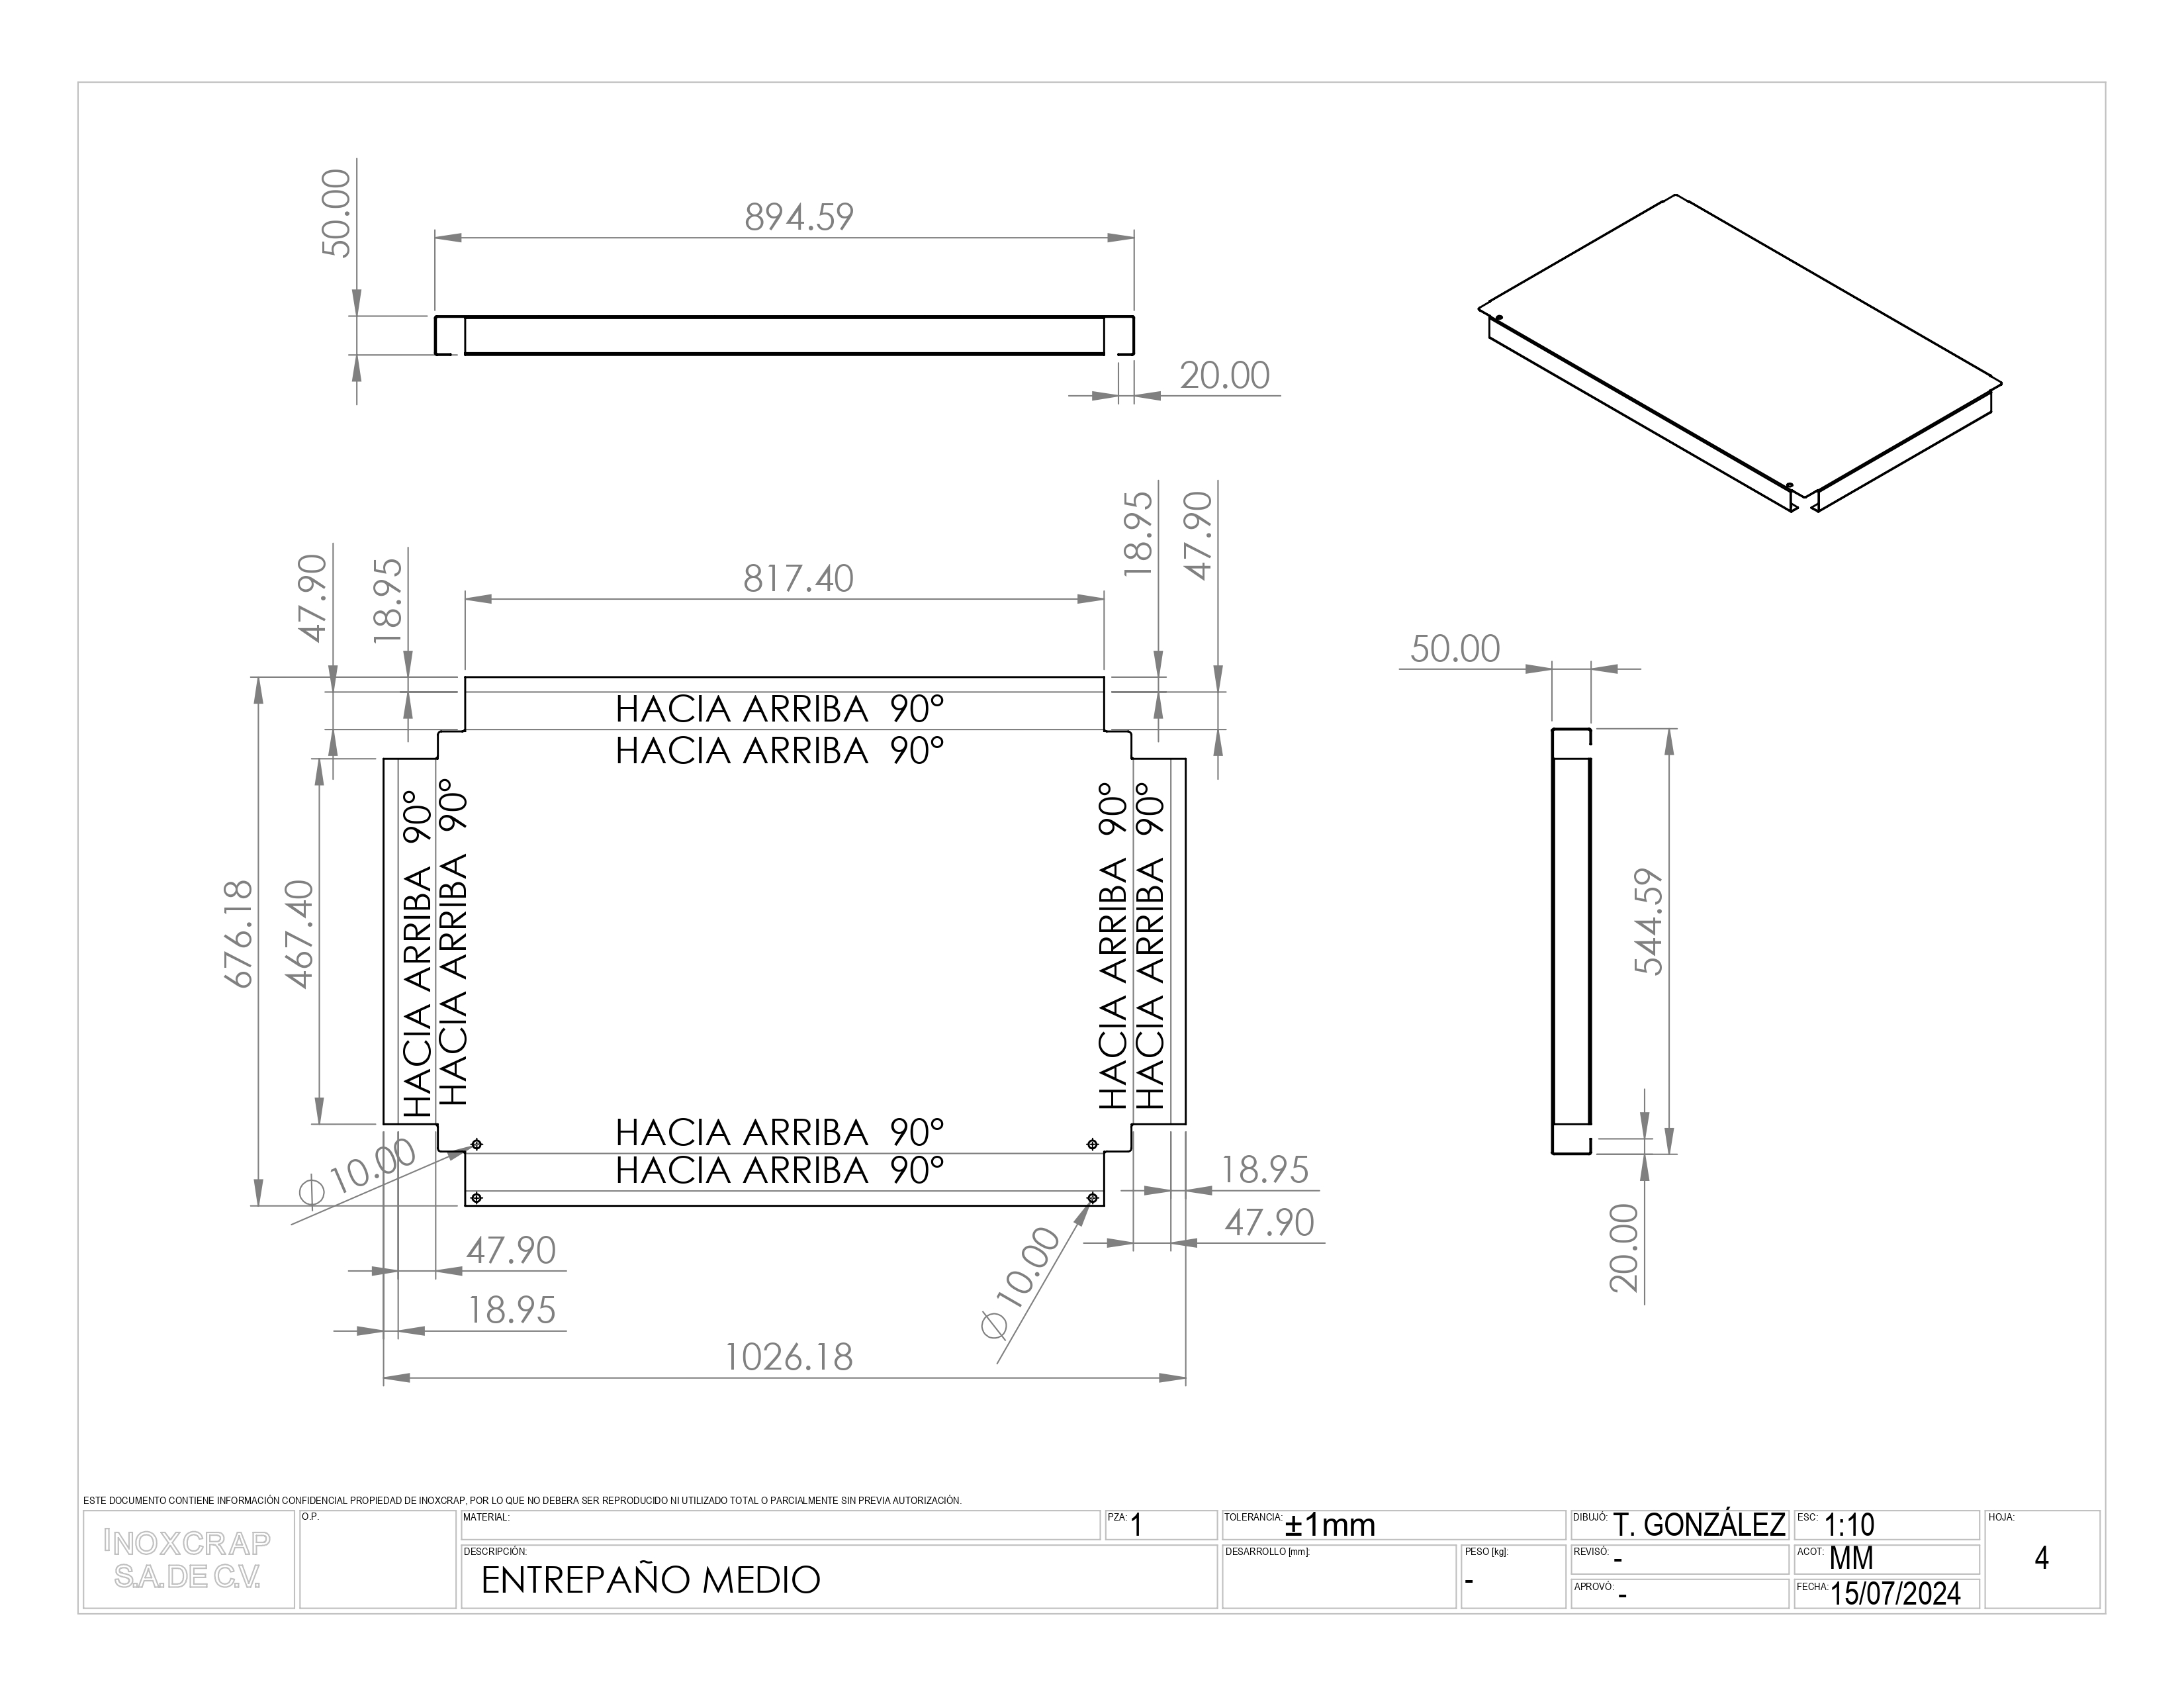 50.00
894.59
20.00
18.95
47.90
47.90
18.95
817.40
50.00
HACIA ARRIBA 90°
HACIA ARRIBA 90°
HACIA ARRIBA 90°
HACIA ARRIBA 90°
HACIA ARRIBA 90°
HACIA ARRIBA 90°
676.18
467.40
544.59
HACIA ARRIBA 90°
HACIA ARRIBA 90°
∅ 10.00
18.95
47.90
20.00
47.90
18.95
∅ 10.00
1026.18
ESTE DOCUMENTO CONTIENE INFORMACIÓN CONFIDENCIAL PROPIEDAD DE INOXCRAP, POR LO QUE NO DEBERA SER REPRODUCIDO NI UTILIZADO TOTAL O PARCIALMENTE SIN PREVIA AUTORIZACIÓN.
INOXCRAP
S.A.DE C.V.
O.P.
MATERIAL:
PZA: 1
TOLERANCIA: ±1mm
DIBUJÓ: T. GONZÁLEZ
ESC: 1:10
HOJA:
4
DESCRIPCIÓN:
ENTREPAÑO MEDIO
DESARROLLO [mm]:
PESO [kg]:
-
REVISÓ: -
ACOT: MM
APROVÓ: -
FECHA: 15/07/2024